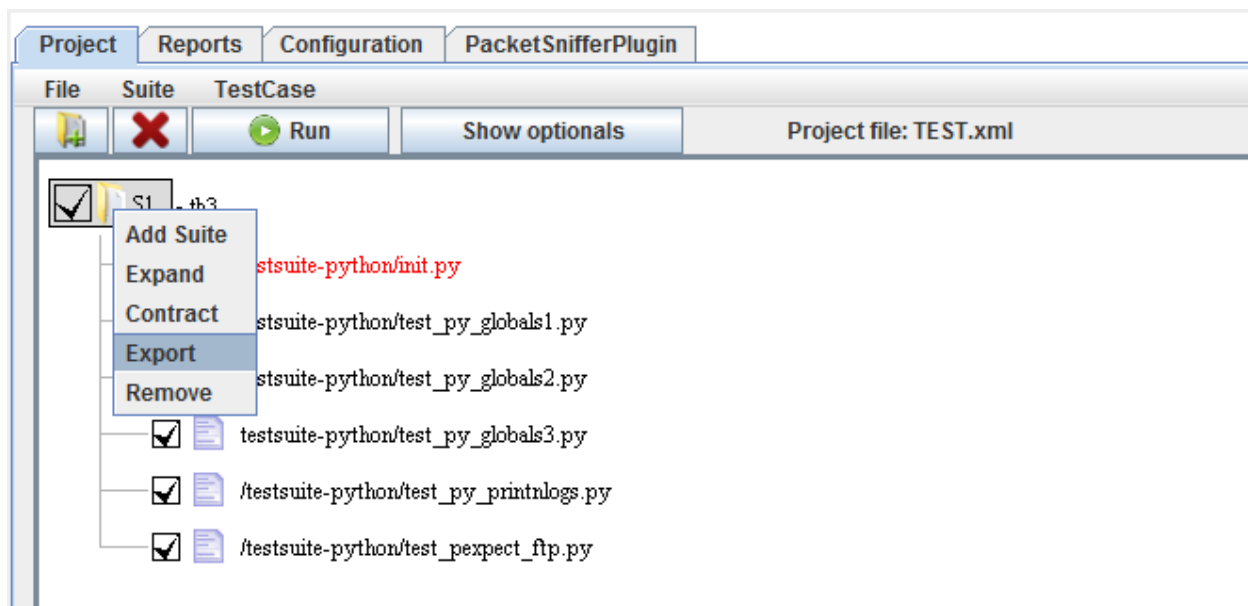 Project Reports Configuration PacketSnifferPlugin
File Suite TestCase
Run Show optionals Project file: TEST.xml
S1 - tb3
Add Suite
stsuite-python/init.py
Expand
Contract
stsuite-python/test_py_globals1.py
Export
stsuite-python/test_py_globals2.py
Remove
testsuite-python/test_py_globals3.py
/testsuite-python/test_py_printnlogs.py
/testsuite-python/test_pexpect_ftp.py